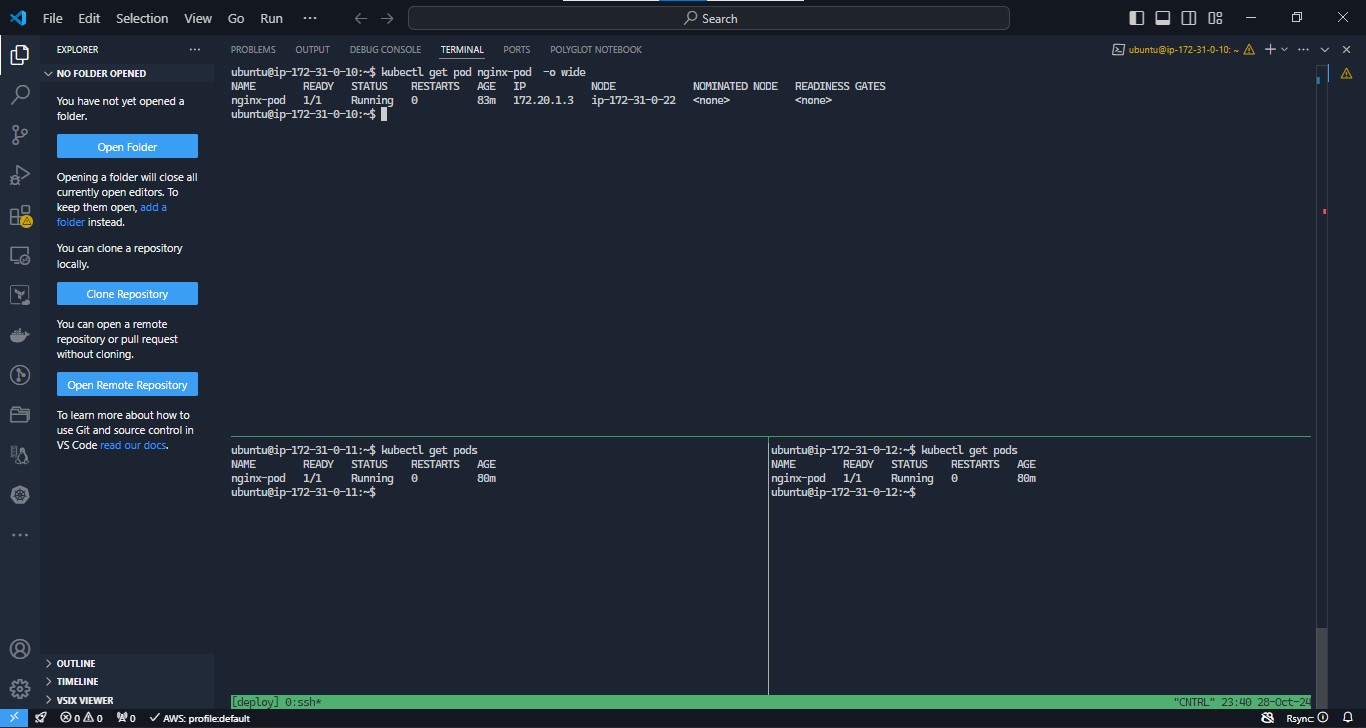 File Edit Selection View Go Run ··· Search
EXPLORER ···
NO FOLDER OPENED
You have not yet opened a
folder.
Open Folder
Opening a folder will close all
currently open editors. To
keep them open, add a
folder instead.
You can clone a repository
locally.
Clone Repository
You can open a remote
repository or pull request
without cloning.
Open Remote Repository
To learn more about how to
use Git and source control in
VS Code read our docs.
OUTLINE
TIMELINE
VSIX VIEWER
PROBLEMS OUTPUT DEBUG CONSOLE TERMINAL PORTS POLYGLOT NOTEBOOK
ubuntu@ip-172-31-0-10: ~
ubuntu@ip-172-31-0-10:~$ kubectl get pod nginx-pod  -o wide
NAME READY STATUS RESTARTS AGE IP NODE NOMINATED NODE READINESS GATES
nginx-pod 1/1 Running 0 83m 172.20.1.3 ip-172-31-0-22 <none> <none>
ubuntu@ip-172-31-0-10:~$
ubuntu@ip-172-31-0-11:~$ kubectl get pods
NAME READY STATUS RESTARTS AGE
nginx-pod 1/1 Running 0 80m
ubuntu@ip-172-31-0-11:~$
ubuntu@ip-172-31-0-12:~$ kubectl get pods
NAME READY STATUS RESTARTS AGE
nginx-pod 1/1 Running 0 80m
ubuntu@ip-172-31-0-12:~$
[deploy] 0:ssh* "CNTRL" 23:40 28-Oct-24
0 0 0 AWS: profile:default Rsync: